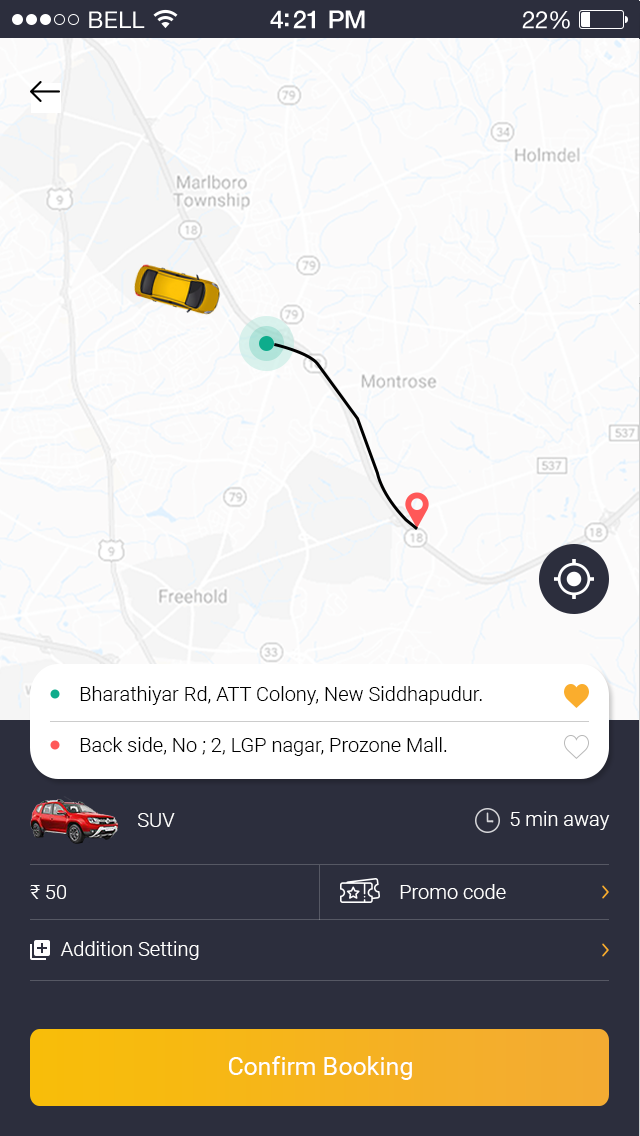 BELL 4:21 PM 22%
79
34
Holmdel
Marlboro
Township
9
18
79
79
Montrose
537
537
79
18
18
9
Freehold
33
Bharathiyar Rd, ATT Colony, New Siddhapudur.
Back side, No ; 2, LGP nagar, Prozone Mall.
SUV 5 min away
₹ 50 Promo code
Addition Setting
Confirm Booking